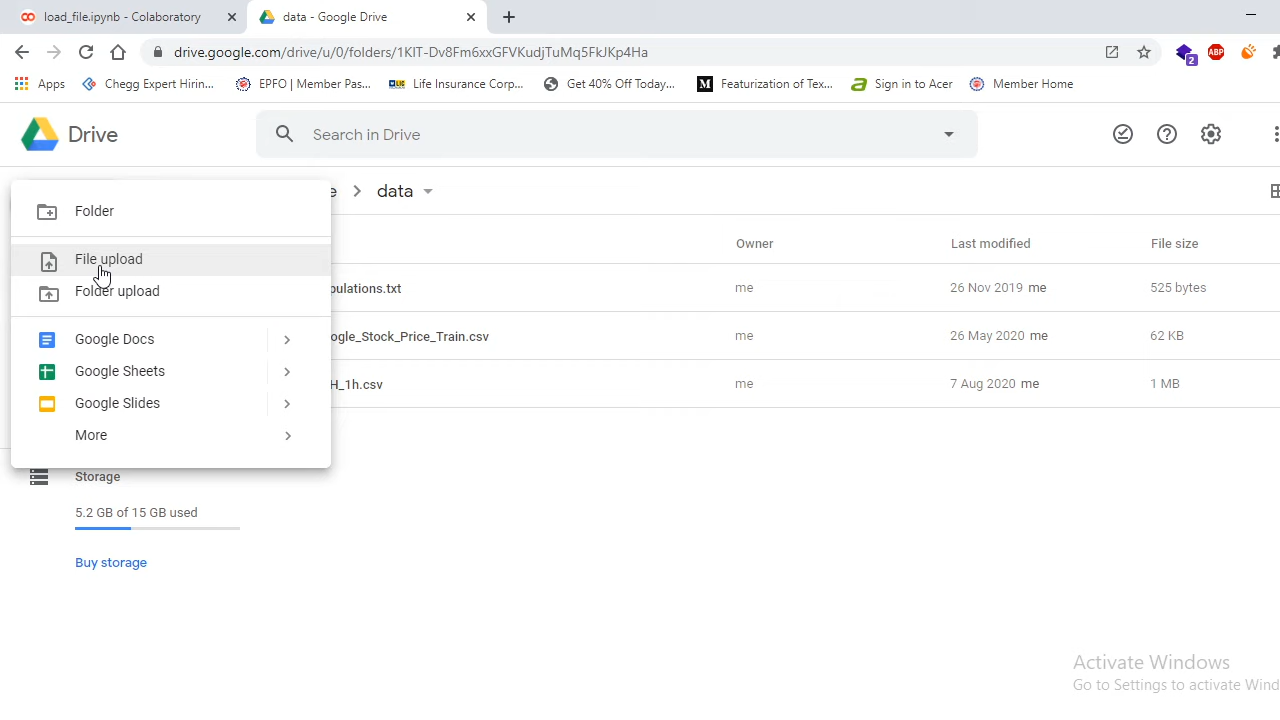 load_file.ipynb - Colaboratory
data - Google Drive
drive.google.com/drive/u/0/folders/1KlT-Dv8Fm6xxGFVKudjTuMq5FkJKp4Ha
Apps
Chegg Expert Hirin...
EPFO | Member Pas...
Life Insurance Corp...
Get 40% Off Today...
Featurization of Tex...
Sign in to Acer
Member Home
2
ABP
Drive
Search in Drive
e > data
Folder
File upload
Folder upload
Google Docs
Google Sheets
Google Slides
More
Owner Last modified File size
pulations.txt me 26 Nov 2019 me 525 bytes
ogle_Stock_Price_Train.csv me 26 May 2020 me 62 KB
H_1h.csv me 7 Aug 2020 me 1 MB
Storage
5.2 GB of 15 GB used
Buy storage
Activate Windows
Go to Settings to activate Wind